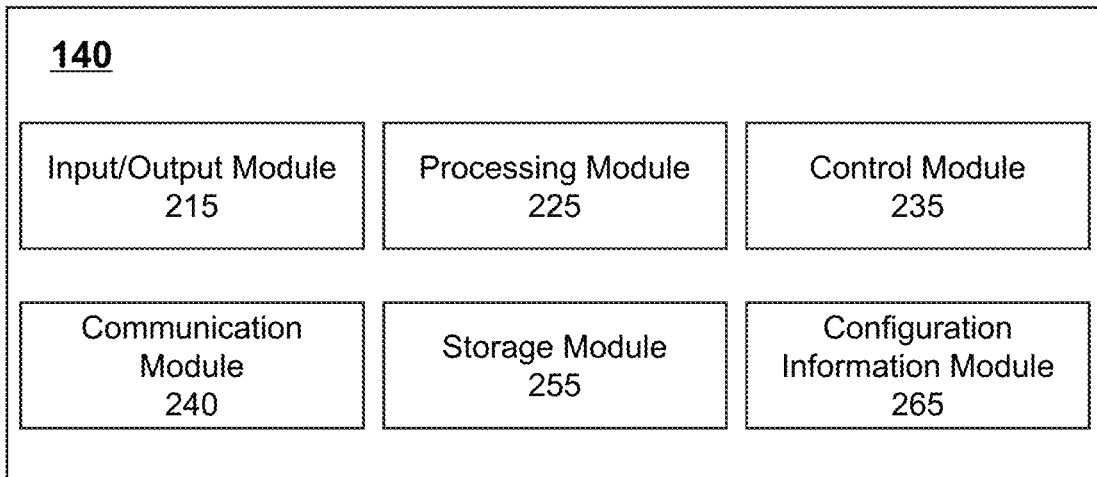 140
Input/Output Module
215
Processing Module
225
Control Module
235
Communication
Module
240
Storage Module
255
Configuration
Information Module
265